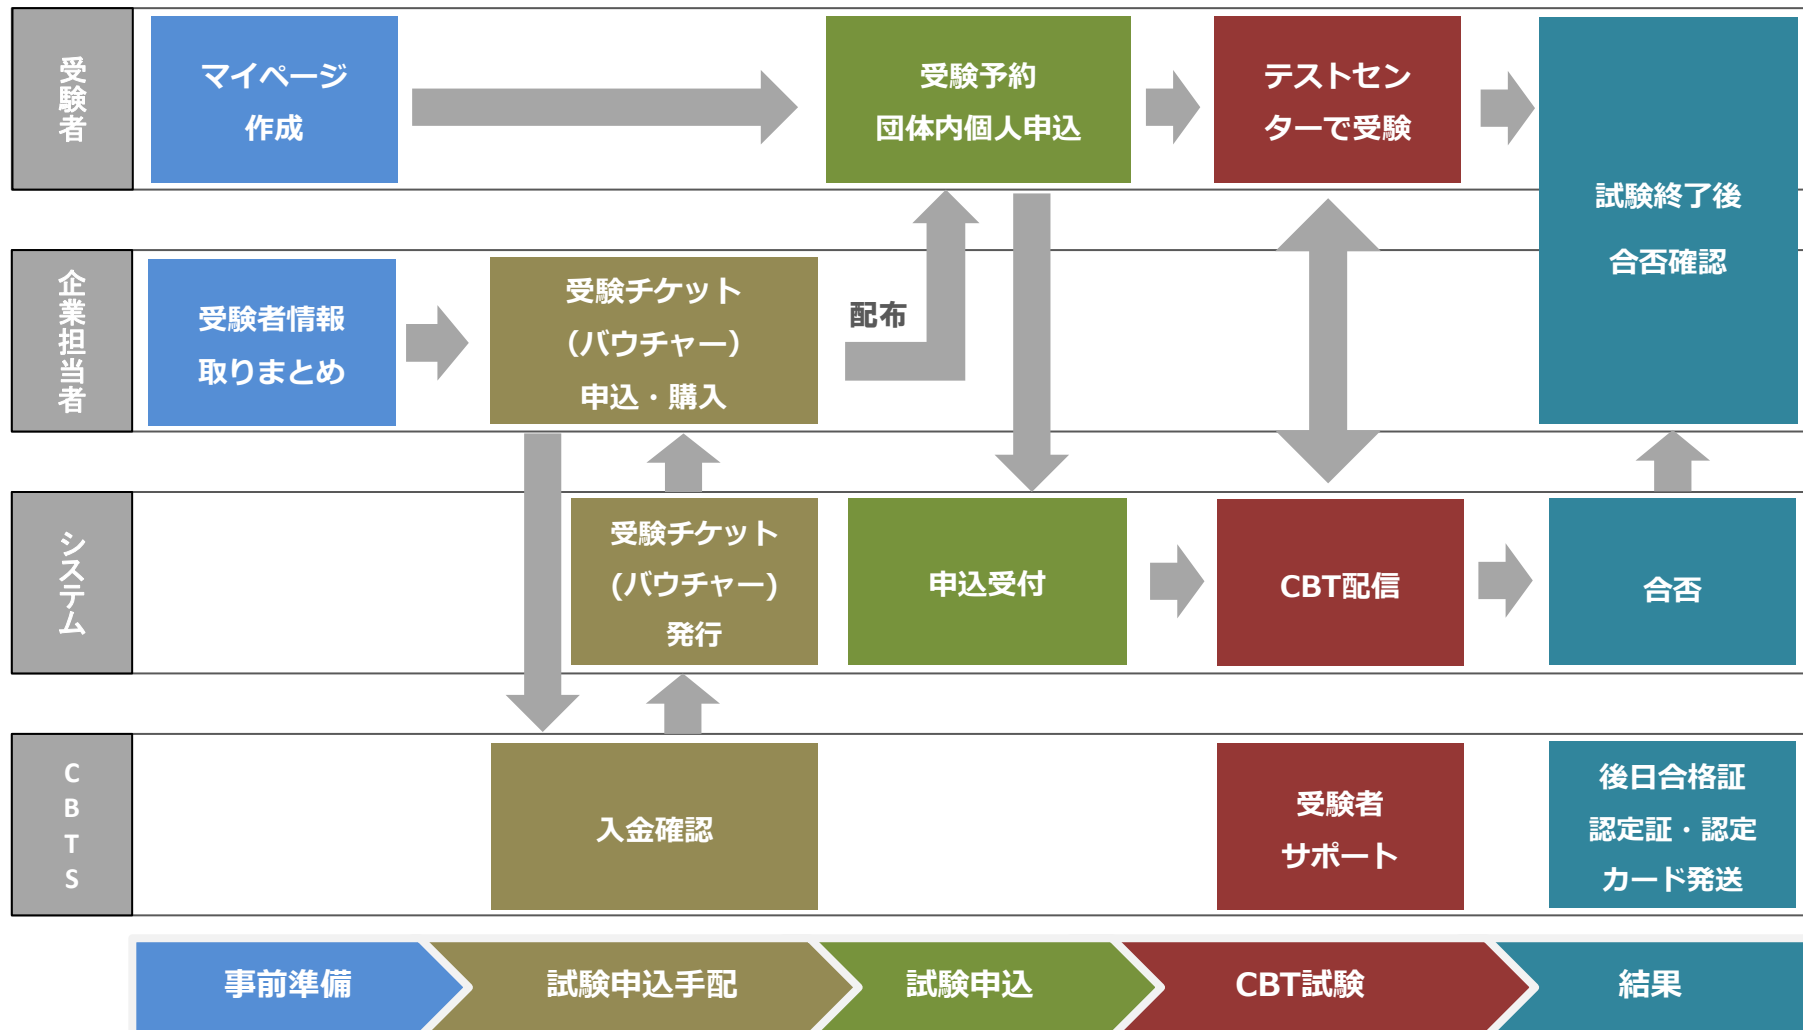 受験者
マイページ
作成
受験予約
団体内個人申込
テストセン
ターで受験
試験終了後
合否確認
企業担当者
受験者情報
取りまとめ
受験チケット
（バウチャー）
申込・購入
配布
システム
受験チケット
(バウチャー)
発行
申込受付
CBT配信
合否
CBTS
入金確認
受験者
サポート
後日合格証
認定証・認定
カード発送
事前準備
試験申込手配
試験申込
CBT試験
結果